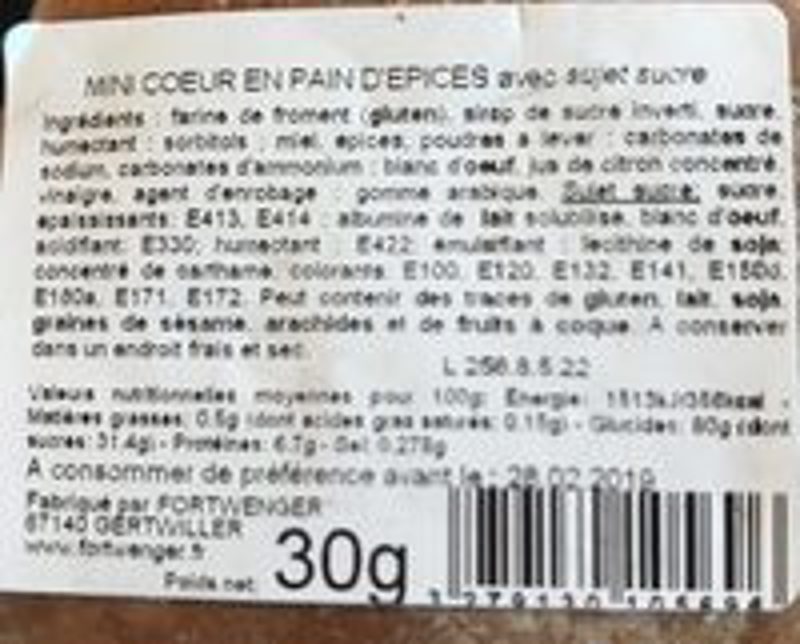 MINI COEUR EN PAIN D'EPICES avec sujet sucre
Ingrédients : farine de froment (gluten), sirop de sucre inverti, sucre,
humectant : sorbitols ; miel, épices, poudres à lever : carbonates de
sodium, carbonates d'ammonium ; blanc d'oeuf, jus de citron concentré,
vinaigre, agent d'enrobage : gomme arabique. Sujet sucre: sucre,
épaississants: E413, E414 ; albumine de lait solubilisé, blanc d'oeuf,
acidifiant: E330; humectant : E422; émulsifiant : lécithine de soja;
concentré de carthame, colorants: E100, E120, E132, E141, E150d,
E160a, E171, E172. Peut contenir des traces de gluten, lait, soja,
graines de sésame, arachides et de fruits à coque. A conserver
dans un endroit frais et sec.
L 256.8.5.22
Valeurs nutritionnelles moyennes pour 100g: Energie: 1513kJ/356kcal -
Matières grasses: 0.5g (dont acides gras saturés: 0.15g) - Glucides: 80g (dont
sucres: 31.4g) - Protéines: 6.7g - Sel: 0.278g
A consommer de préférence avant le : 28.02.2019
Fabriqué par FORTWENGER
67140 GERTWILLER
www.fortwenger.fr
Poids net: 30g
3 279130 105694